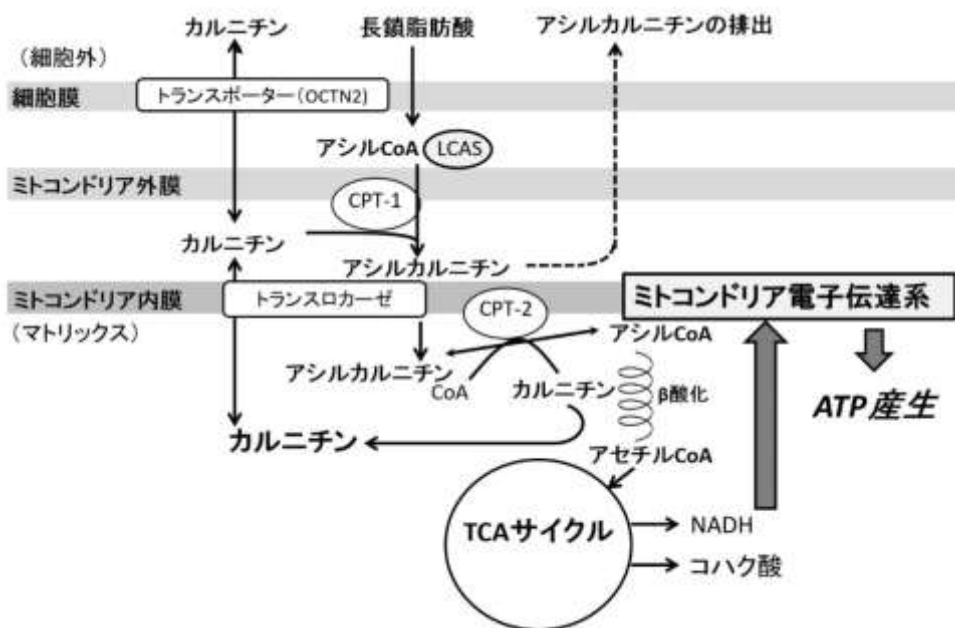 カルニチン
長鎖脂肪酸
アシルカルニチンの排出
（細胞外）
細胞膜
トランスポーター（OCTN2）
アシルCoA
LCAS
ミトコンドリア外膜
CPT-1
カルニチン
アシルカルニチン
ミトコンドリア内膜
トランスロカーゼ
CPT-2
ミトコンドリア電子伝達系
（マトリックス）
アシルCoA
アシルカルニチン
CoA
カルニチン
β酸化
ATP産生
カルニチン
アセチルCoA
TCAサイクル
NADH
コハク酸